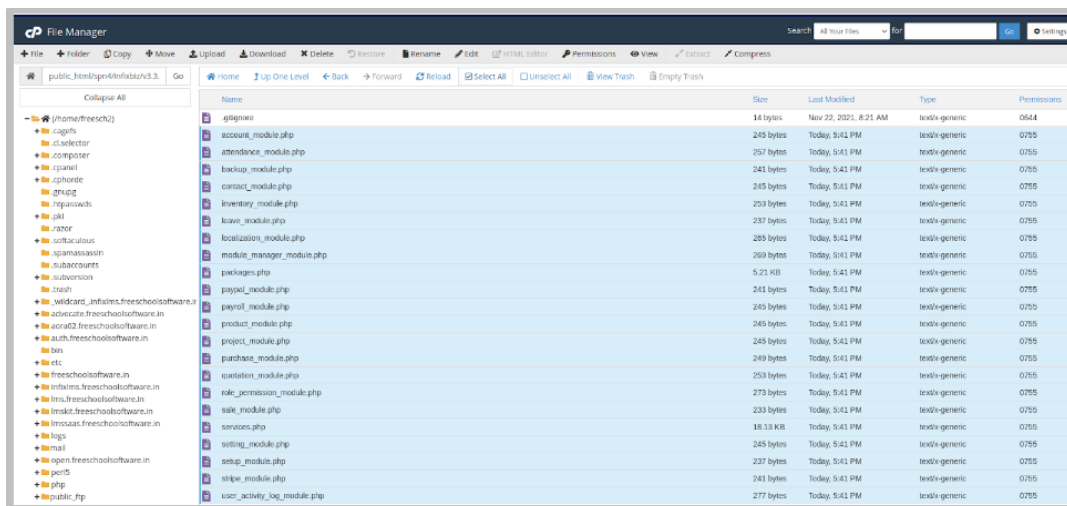 cP File Manager Search All Your Files for Go Settings
+ File + Folder Copy Move Upload Download Delete Restore Rename Edit HTML Editor Permissions View Extract Compress
public_html/spn4/infixbiz/v3.3. Go Home Up One Level Back Forward Reload Select All Unselect All View Trash Empty Trash
Collapse All
Name Size Last Modified Type Permissions
(/home/freesch2)
.cagefs
.cl.selector
.composer
.cpanel
.cphorde
.gnupg
.htpasswds
.pki
.razor
.softaculous
.spamassassin
.subaccounts
.subversion
.trash
_wildcard_.infixlms.freeschoolsoftware.ir
advocate.freeschoolsoftware.in
aora02.freeschoolsoftware.in
auth.freeschoolsoftware.in
bin
etc
freeschoolsoftware.in
infixlms.freeschoolsoftware.in
lms.freeschoolsoftware.in
lmskit.freeschoolsoftware.in
lmssaas.freeschoolsoftware.in
logs
mail
open.freeschoolsoftware.in
perl5
php
public_ftp
.gitignore 14 bytes Nov 22, 2021, 8:21 AM text/x-generic 0644
account_module.php 245 bytes Today, 5:41 PM text/x-generic 0755
attendance_module.php 257 bytes Today, 5:41 PM text/x-generic 0755
backup_module.php 241 bytes Today, 5:41 PM text/x-generic 0755
contact_module.php 245 bytes Today, 5:41 PM text/x-generic 0755
inventory_module.php 253 bytes Today, 5:41 PM text/x-generic 0755
leave_module.php 237 bytes Today, 5:41 PM text/x-generic 0755
localization_module.php 265 bytes Today, 5:41 PM text/x-generic 0755
module_manager_module.php 269 bytes Today, 5:41 PM text/x-generic 0755
packages.php 5.21 KB Today, 5:41 PM text/x-generic 0755
paypal_module.php 241 bytes Today, 5:41 PM text/x-generic 0755
payroll_module.php 245 bytes Today, 5:41 PM text/x-generic 0755
product_module.php 245 bytes Today, 5:41 PM text/x-generic 0755
project_module.php 245 bytes Today, 5:41 PM text/x-generic 0755
purchase_module.php 249 bytes Today, 5:41 PM text/x-generic 0755
quotation_module.php 253 bytes Today, 5:41 PM text/x-generic 0755
role_permission_module.php 273 bytes Today, 5:41 PM text/x-generic 0755
sale_module.php 233 bytes Today, 5:41 PM text/x-generic 0755
services.php 18.13 KB Today, 5:41 PM text/x-generic 0755
setting_module.php 245 bytes Today, 5:41 PM text/x-generic 0755
setup_module.php 237 bytes Today, 5:41 PM text/x-generic 0755
stripe_module.php 241 bytes Today, 5:41 PM text/x-generic 0755
user_activity_log_module.php 277 bytes Today, 5:41 PM text/x-generic 0755